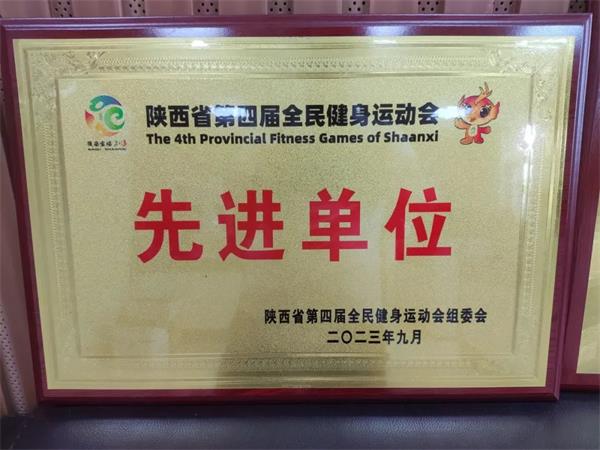 陕西省第四届全民健身运动会
The 4th Provincial Fitness Games of Shaanxi
先进单位
陕西省第四届全民健身运动会组委会
二〇二三年九月